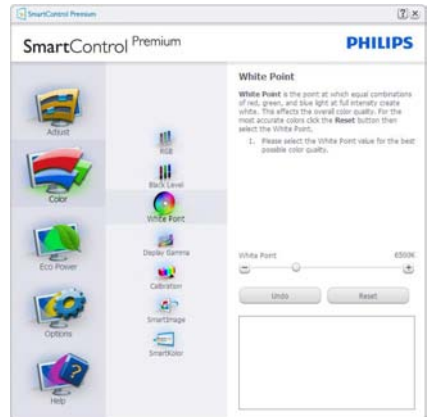 SmartControl Premium
SmartControl Premium
PHILIPS
Adjust
Color
Eco Power
Options
Help
RGB
Black Level
White Point
Display Gamma
Calibration
SmartImage
SmartKolor
White Point
White Point is the point at which equal combinations
of red, green, and blue light at full intensity create
white. This effects the overall color quality. For the
most accurate colors click the Reset button then
select the White Point.
1. Please select the White Point value for the best
possible color quality.
White Point 6500K
Undo Reset